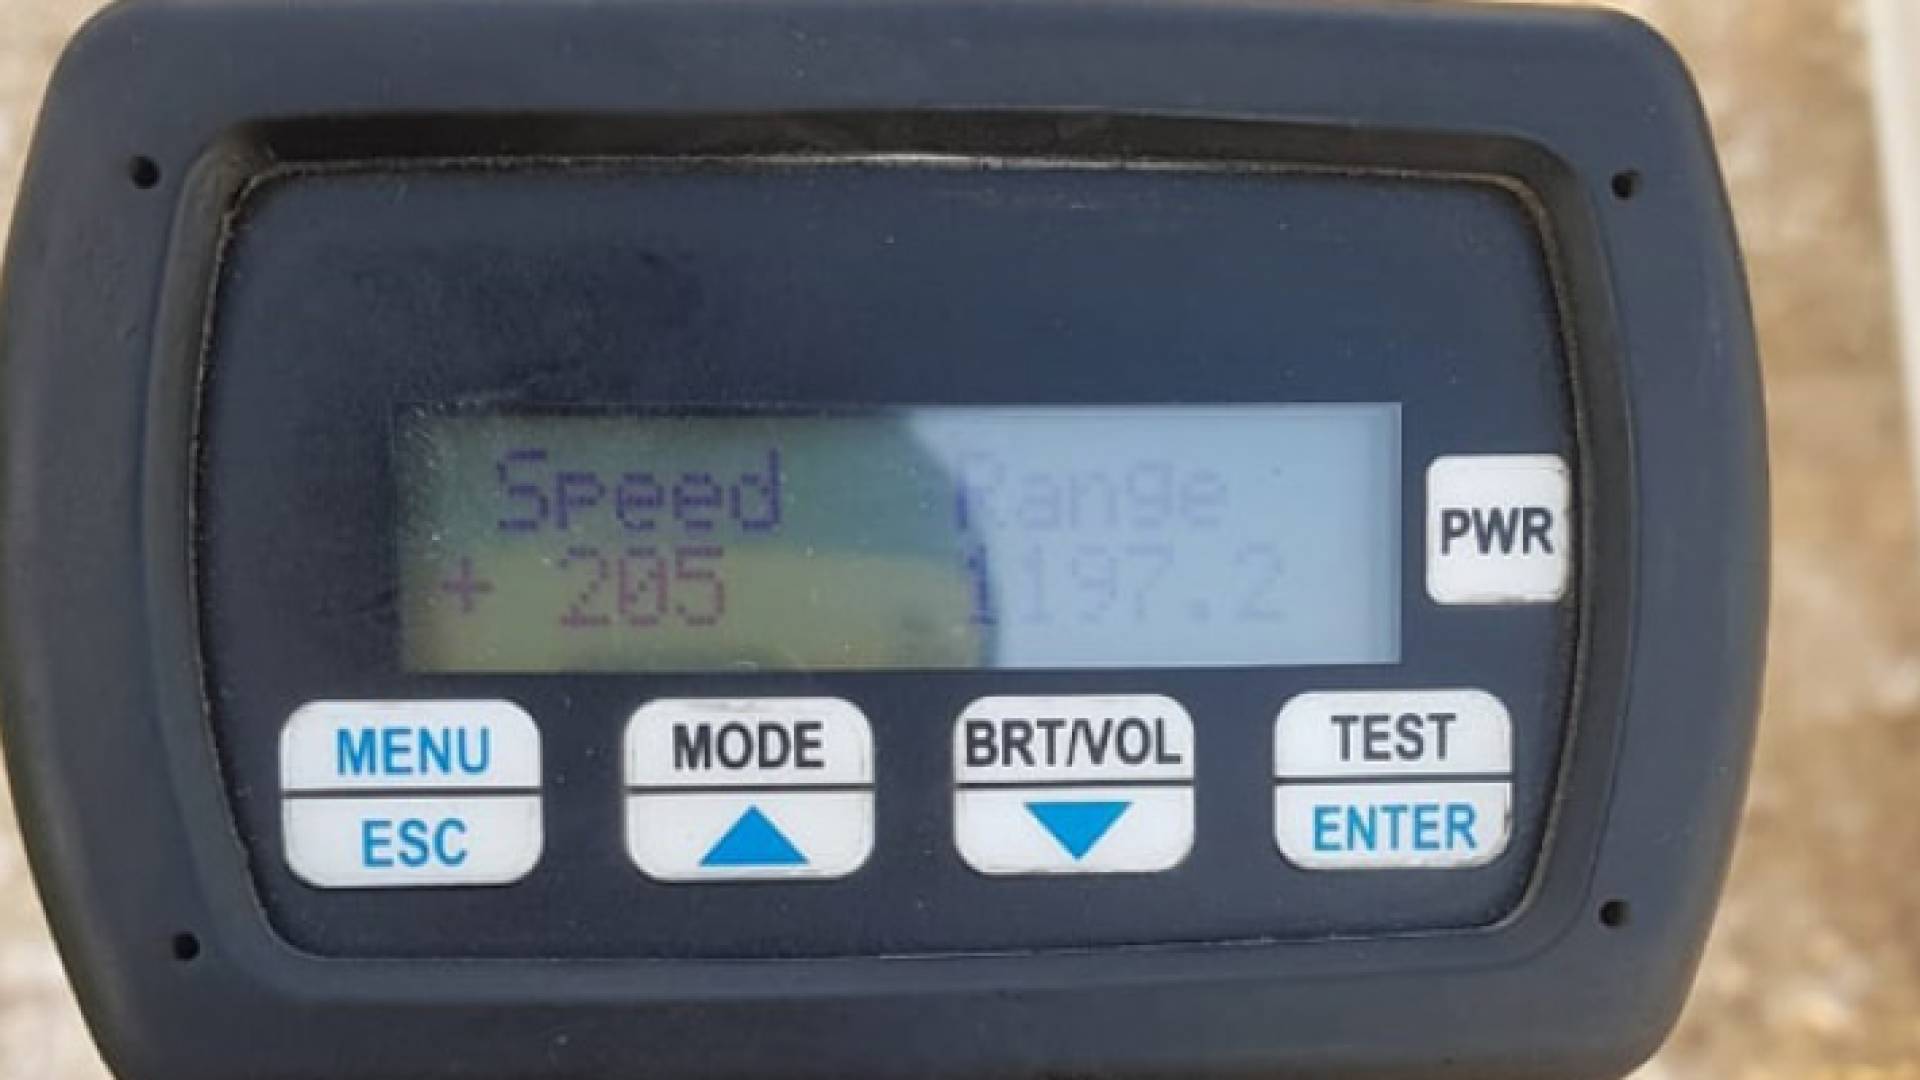 Speed Range
+ 205 1197.2
PWR
MENU MODE BRT/VOL TEST
ESC ▲ ▼ ENTER